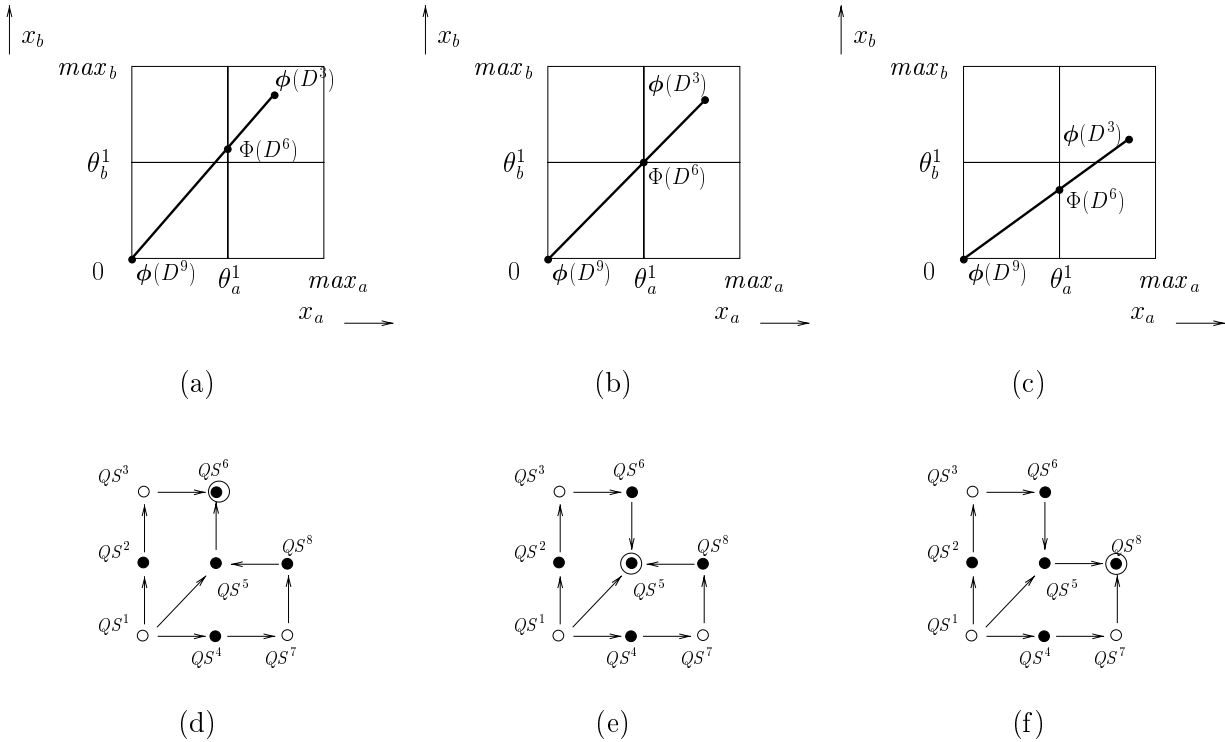 x_b
max_b
ϕ(D^3)
Φ(D^6)
θ_b^1
0
ϕ(D^9)
θ_a^1
max_a
x_a
(a)
x_b
max_b
ϕ(D^3)
θ_b^1
Φ(D^6)
0
ϕ(D^9)
θ_a^1
max_a
x_a
(b)
x_b
max_b
ϕ(D^3)
θ_b^1
Φ(D^6)
0
ϕ(D^9)
θ_a^1
max_a
x_a
(c)
QS^3
QS^6
QS^2
QS^8
QS^5
QS^1
QS^4
QS^7
(d)
QS^3
QS^6
QS^2
QS^8
QS^5
QS^1
QS^4
QS^7
(e)
QS^3
QS^6
QS^2
QS^8
QS^5
QS^1
QS^4
QS^7
(f)